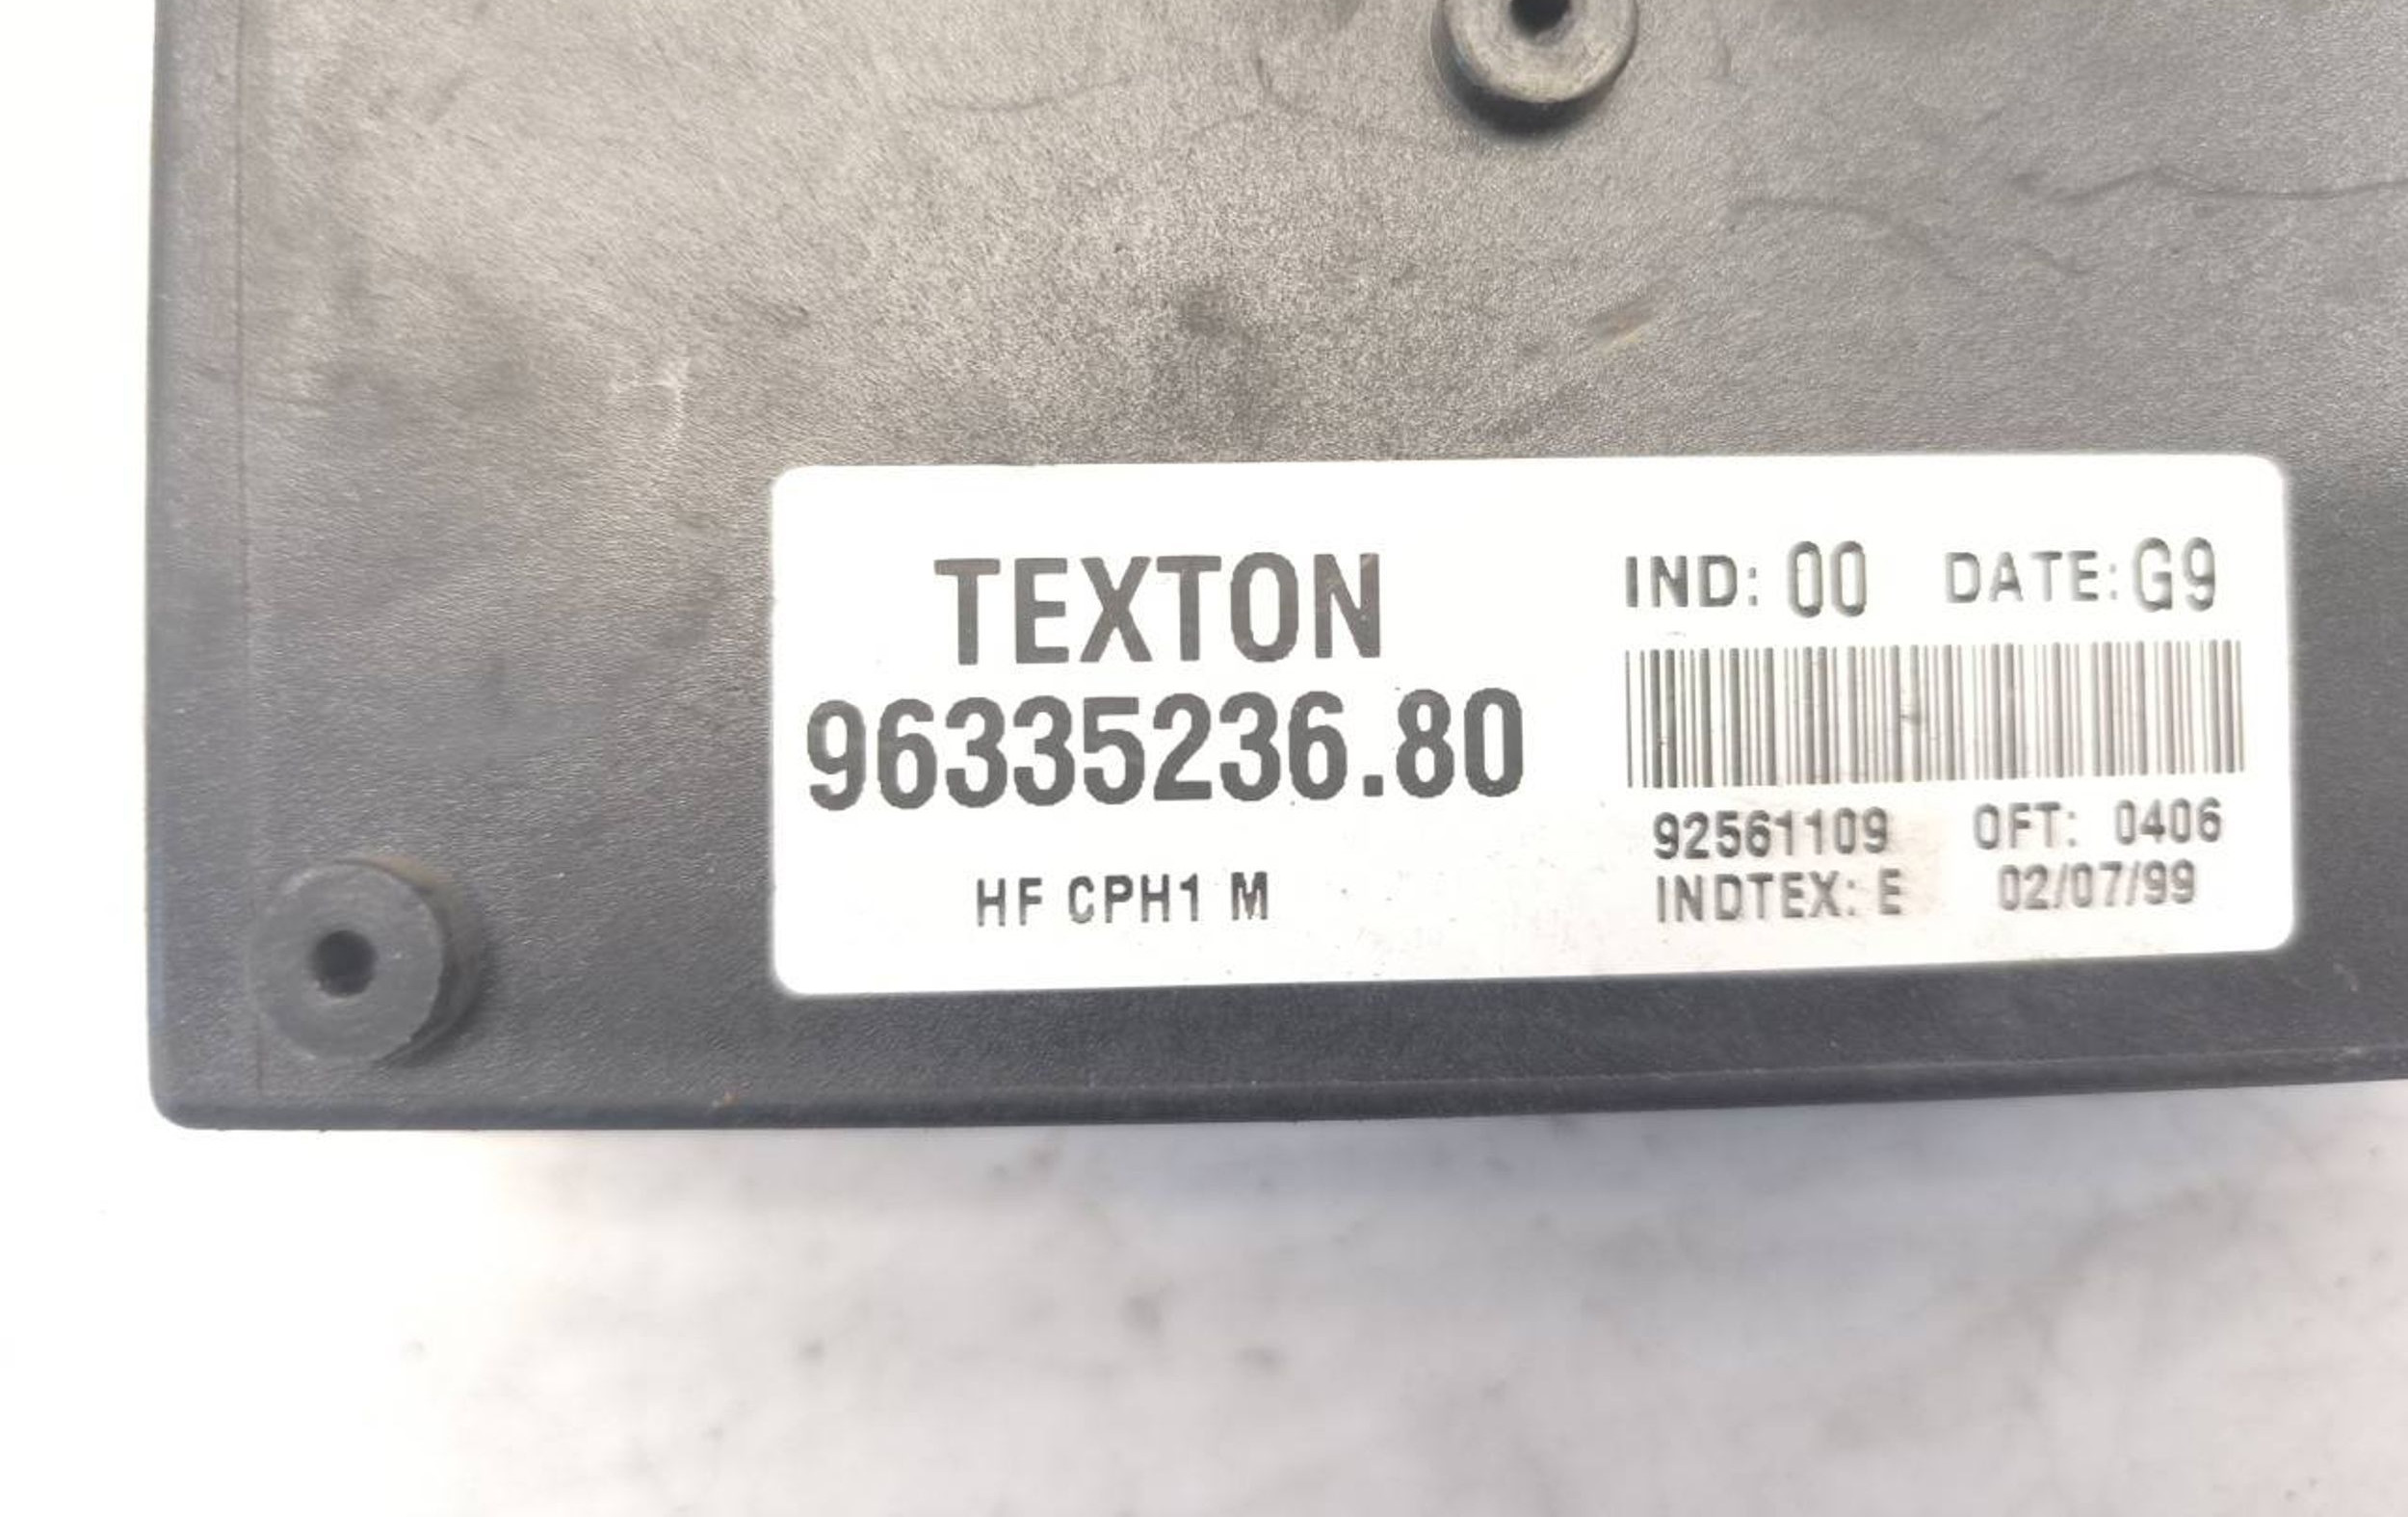 TEXTON
96335236.80
HF CPH1 M
IND: 00 DATE: G9
92561109 OFT: 0406
INDTEX: E 02/07/99